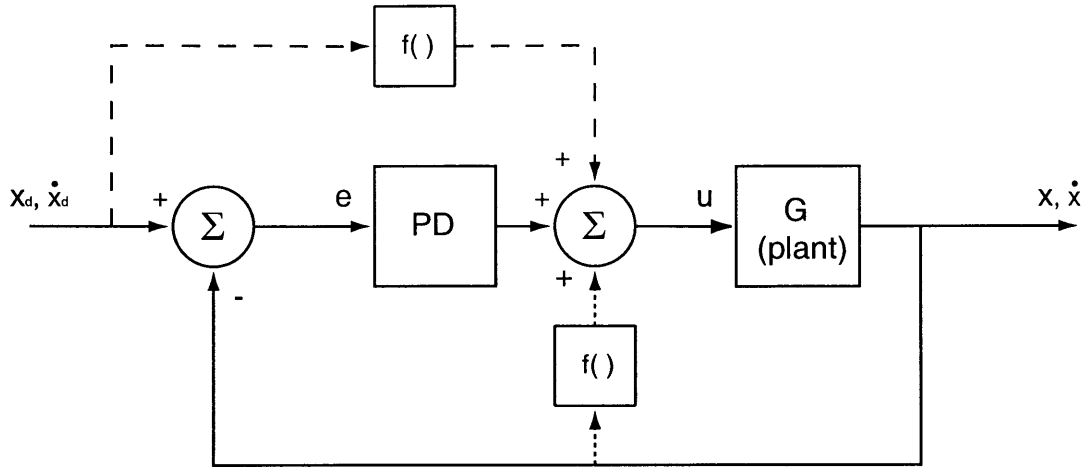 f( )
+
xd, ẋd
+
Σ
e
PD
+
Σ
u
G
(plant)
x, ẋ
-
+
f( )